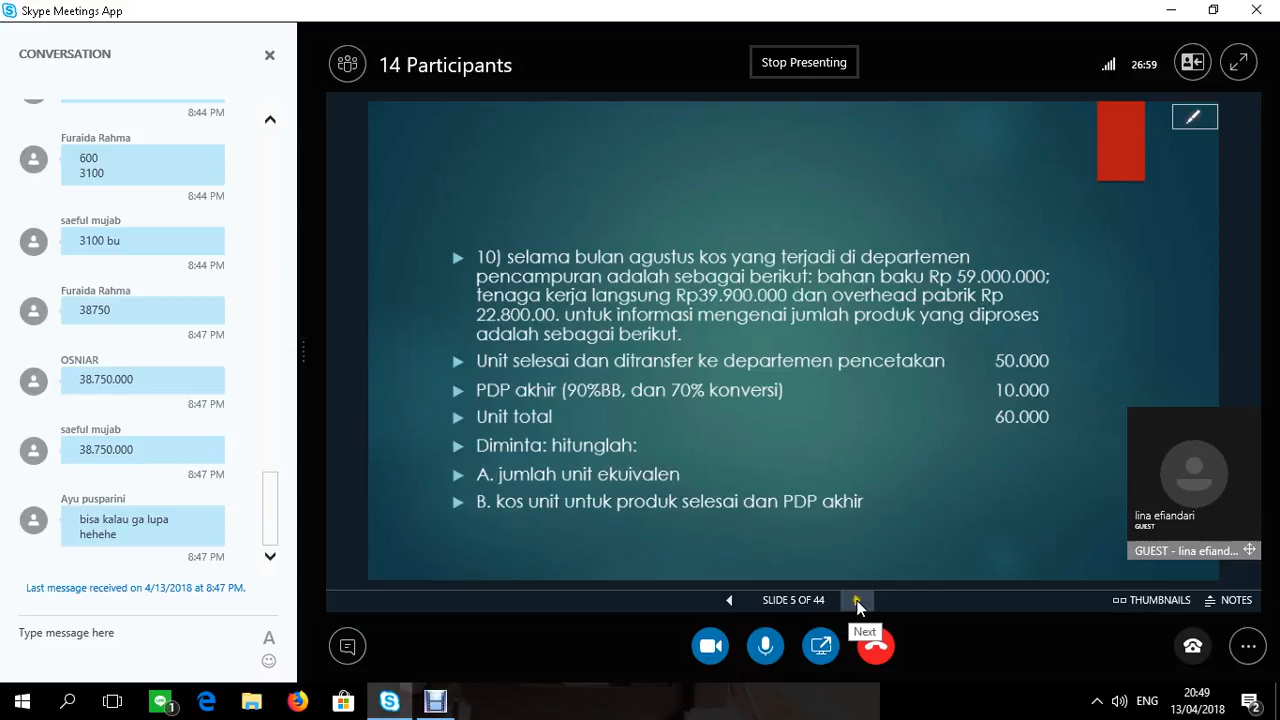 Skype Meetings App
CONVERSATION
8:44 PM
Furaida Rahma
600
3100
8:44 PM
saeful mujab
3100 bu
8:44 PM
Furaida Rahma
38750
OSNIAR
38.750.000
8:47 PM
saeful mujab
38.750.000
8:47 PM
Ayu pusparini
bisa kalau ga lupa
hehehe
8:47 PM
Last message received on 4/13/2018 at 8:47 PM.
Type message here
A
14 Participants
Stop Presenting
26:59
10) selama bulan agustus kos yang terjadi di departemen
pencampuran adalah sebagai berikut: bahan baku Rp 59.000.000;
tenaga kerja langsung Rp39.900.000 dan overhead pabrik Rp
22.800.00. untuk informasi mengenai jumlah produk yang diproses
adalah sebagai berikut.
Unit selesai dan ditransfer ke departemen pencetakan 50.000
PDP akhir (90%BB, dan 70% konversi) 10.000
Unit total 60.000
Diminta: hitunglah:
A. jumlah unit ekuivalen
B. kos unit untuk produk selesai dan PDP akhir
lina efiandari
GUEST
GUEST - lina efiand...
SLIDE 5 OF 44
THUMBNAILS
NOTES
Next
1
ENG
20:49
13/04/2018
2